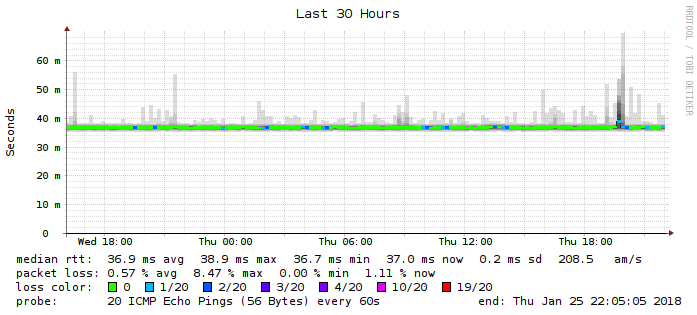 Last 30 Hours
RRDTOOL / TOBI OETIKER
Seconds
60 m
50 m
40 m
30 m
20 m
10 m
0
Wed 18:00 Thu 00:00 Thu 06:00 Thu 12:00 Thu 18:00
median rtt: 36.9 ms avg 38.9 ms max 36.7 ms min 37.0 ms now 0.2 ms sd 208.5 am/s
packet loss: 0.57 % avg 8.47 % max 0.00 % min 1.11 % now
loss color: 0 1/20 2/20 3/20 4/20 10/20 19/20
probe: 20 ICMP Echo Pings (56 Bytes) every 60s end: Thu Jan 25 22:05:05 2018